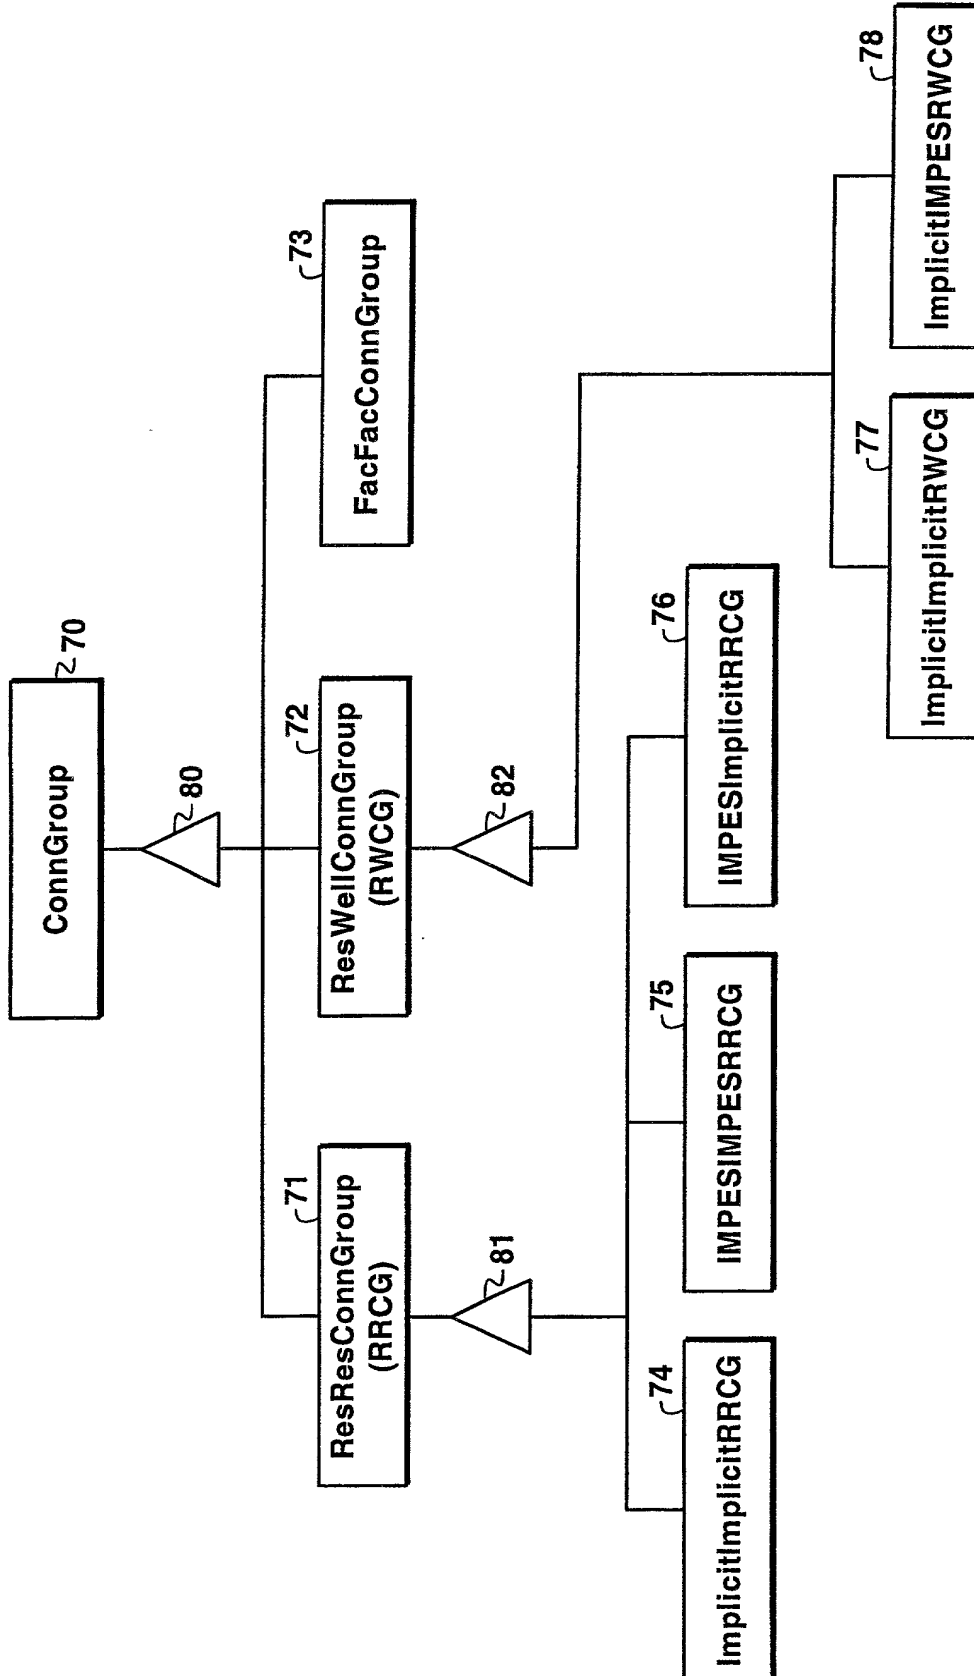 ConnGroup
70
80
ResResConnGroup
(RRCG)
71
ResWellConnGroup
(RWCG)
72
FacFacConnGroup
73
81
82
ImplicitImplicitRRCG
74
IMPESIMPESRRCG
75
IMPESImplicitRRCG
76
ImplicitImplicitRWCG
77
ImplicitIMPESRWCG
78